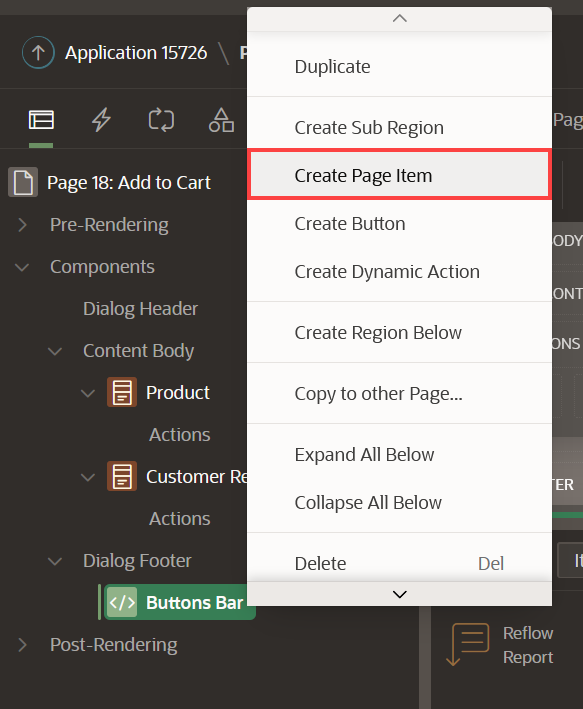 Application 15726 \
Duplicate
Create Sub Region
Create Page Item
Create Button
Create Dynamic Action
Create Region Below
Copy to other Page...
Expand All Below
Collapse All Below
Delete Del
Page 18: Add to Cart
Pre-Rendering
Components
Dialog Header
Content Body
Product
Actions
Customer Re
Actions
Dialog Footer
</> Buttons Bar
Post-Rendering
Pag
ODY
ONT
ONS
TER
It
Reflow
Report